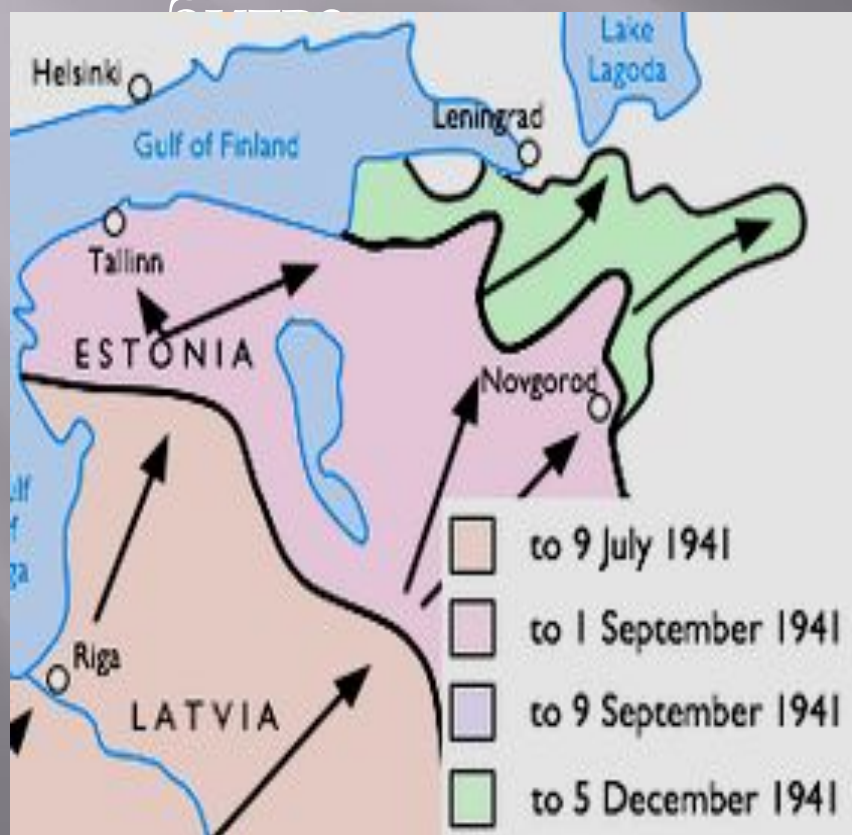 Lake
Lagoda
Helsinki
Leningrad
Gulf of Finland
Tallinn
ESTONIA
Novgorod
Riga
LATVIA
to 9 July 1941
to 1 September 1941
to 9 September 1941
to 5 December 1941